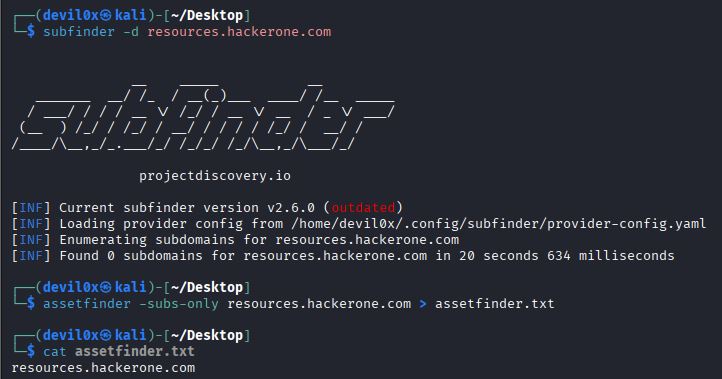 ┌──(devil0x㉿kali)-[~/Desktop]
└─$ subfinder -d resources.hackerone.com
subfinder
projectdiscovery.io
[INF] Current subfinder version v2.6.0 (outdated)
[INF] Loading provider config from /home/devil0x/.config/subfinder/provider-config.yaml
[INF] Enumerating subdomains for resources.hackerone.com
[INF] Found 0 subdomains for resources.hackerone.com in 20 seconds 634 milliseconds
┌──(devil0x㉿kali)-[~/Desktop]
└─$ assetfinder -subs-only resources.hackerone.com > assetfinder.txt
┌──(devil0x㉿kali)-[~/Desktop]
└─$ cat assetfinder.txt
resources.hackerone.com